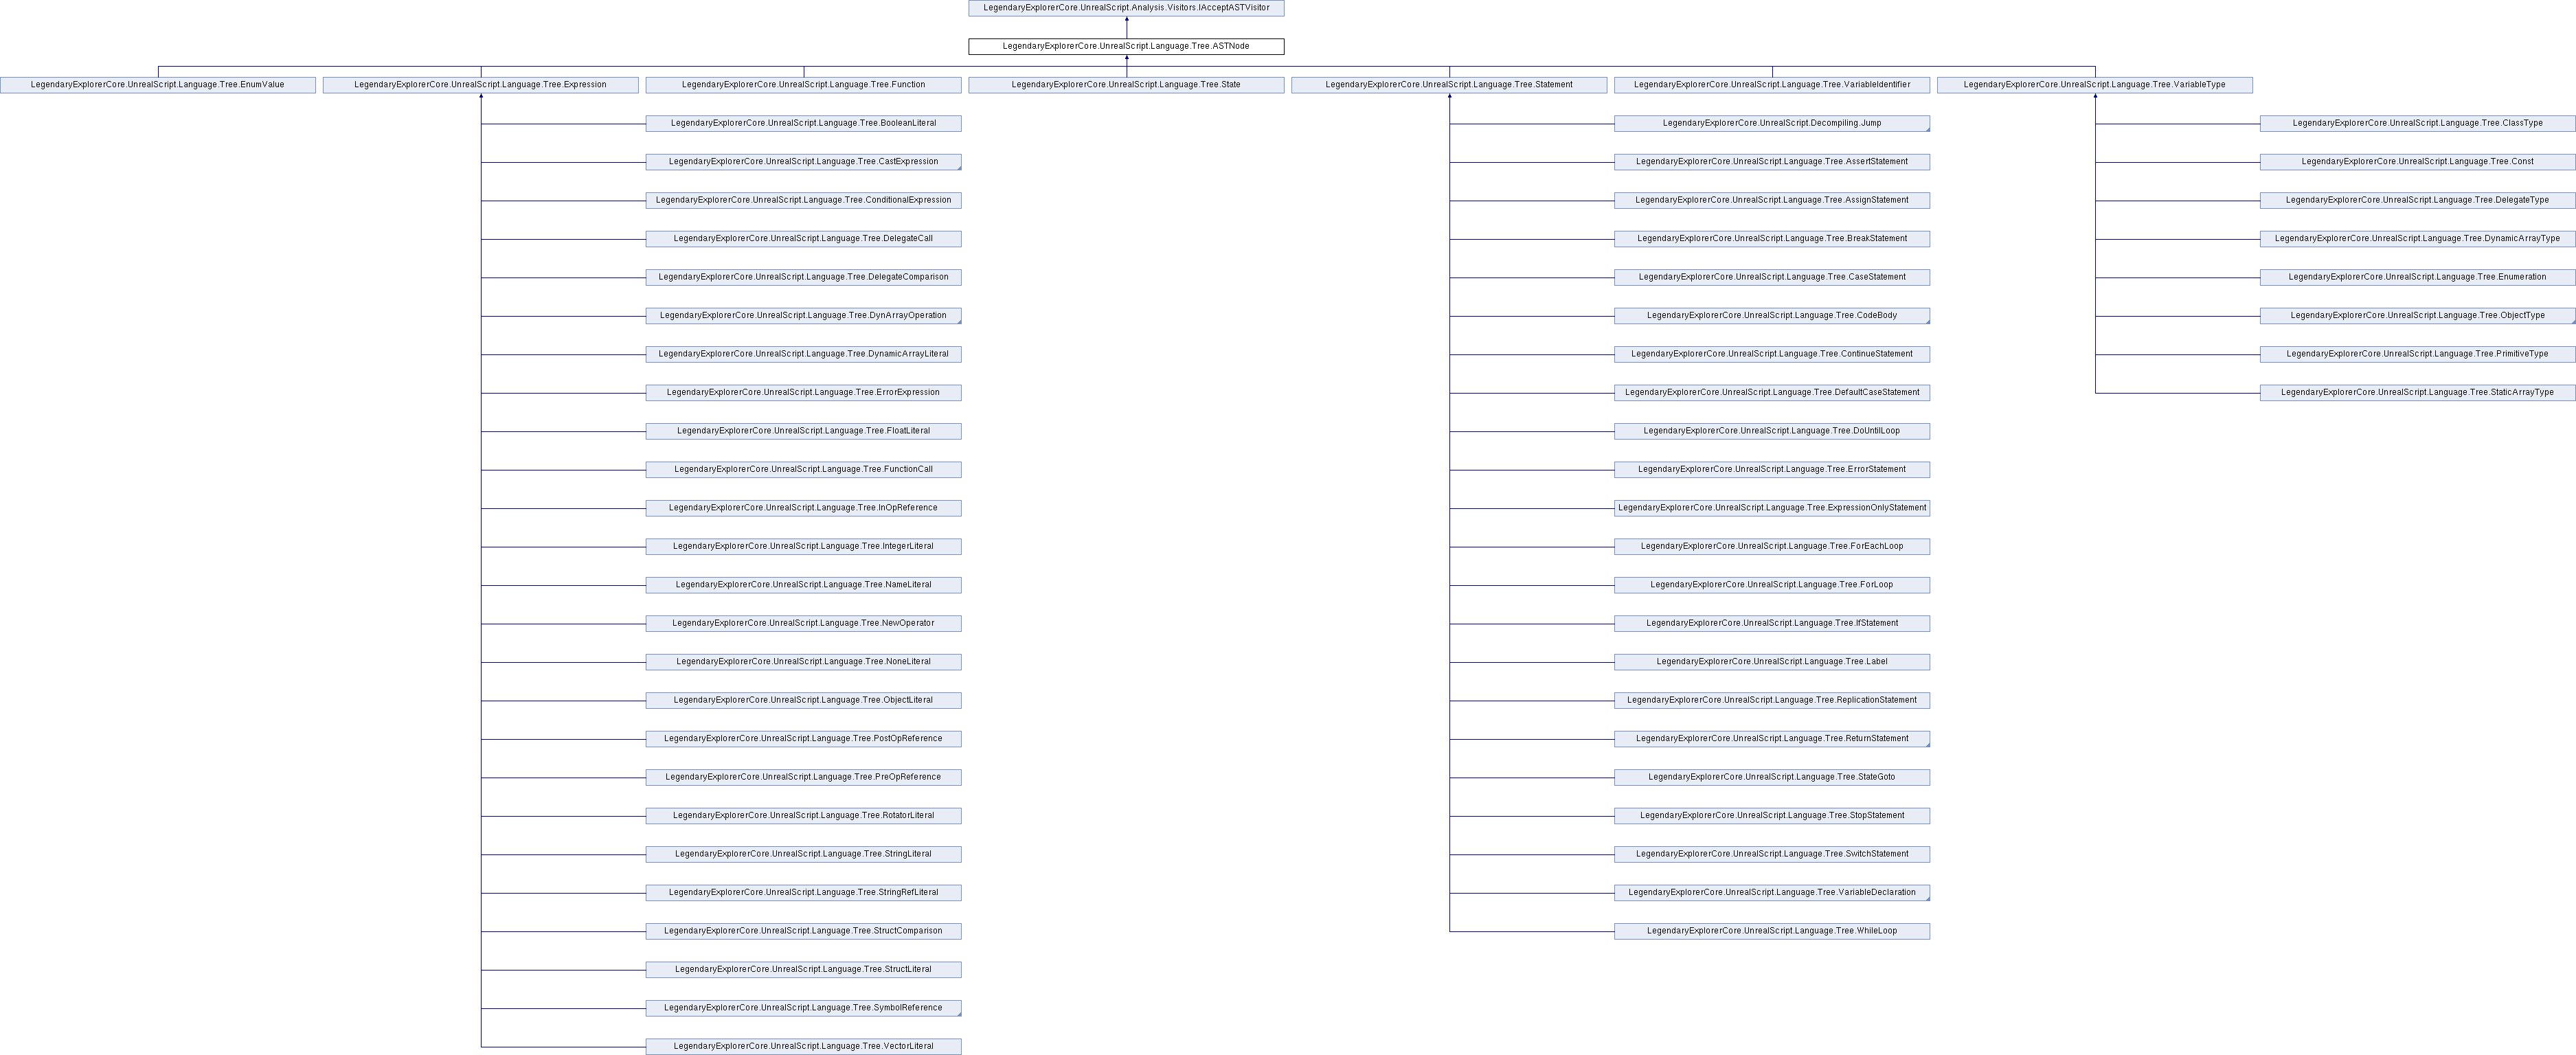 LegendaryExplorerCore.UnrealScript.Analysis.Visitors.IAcceptASTVisitor
LegendaryExplorerCore.UnrealScript.Language.Tree.ASTNode
LegendaryExplorerCore.UnrealScript.Language.Tree.EnumValue
LegendaryExplorerCore.UnrealScript.Language.Tree.Expression
LegendaryExplorerCore.UnrealScript.Language.Tree.Function
LegendaryExplorerCore.UnrealScript.Language.Tree.State
LegendaryExplorerCore.UnrealScript.Language.Tree.Statement
LegendaryExplorerCore.UnrealScript.Language.Tree.VariableIdentifier
LegendaryExplorerCore.UnrealScript.Language.Tree.VariableType
LegendaryExplorerCore.UnrealScript.Language.Tree.BooleanLiteral
LegendaryExplorerCore.UnrealScript.Language.Tree.CastExpression
LegendaryExplorerCore.UnrealScript.Language.Tree.ConditionalExpression
LegendaryExplorerCore.UnrealScript.Language.Tree.DelegateCall
LegendaryExplorerCore.UnrealScript.Language.Tree.DelegateComparison
LegendaryExplorerCore.UnrealScript.Language.Tree.DynArrayOperation
LegendaryExplorerCore.UnrealScript.Language.Tree.DynamicArrayLiteral
LegendaryExplorerCore.UnrealScript.Language.Tree.ErrorExpression
LegendaryExplorerCore.UnrealScript.Language.Tree.FloatLiteral
LegendaryExplorerCore.UnrealScript.Language.Tree.FunctionCall
LegendaryExplorerCore.UnrealScript.Language.Tree.InOpReference
LegendaryExplorerCore.UnrealScript.Language.Tree.IntegerLiteral
LegendaryExplorerCore.UnrealScript.Language.Tree.NameLiteral
LegendaryExplorerCore.UnrealScript.Language.Tree.NewOperator
LegendaryExplorerCore.UnrealScript.Language.Tree.NoneLiteral
LegendaryExplorerCore.UnrealScript.Language.Tree.ObjectLiteral
LegendaryExplorerCore.UnrealScript.Language.Tree.PostOpReference
LegendaryExplorerCore.UnrealScript.Language.Tree.PreOpReference
LegendaryExplorerCore.UnrealScript.Language.Tree.RotatorLiteral
LegendaryExplorerCore.UnrealScript.Language.Tree.StringLiteral
LegendaryExplorerCore.UnrealScript.Language.Tree.StringRefLiteral
LegendaryExplorerCore.UnrealScript.Language.Tree.StructComparison
LegendaryExplorerCore.UnrealScript.Language.Tree.StructLiteral
LegendaryExplorerCore.UnrealScript.Language.Tree.SymbolReference
LegendaryExplorerCore.UnrealScript.Language.Tree.VectorLiteral
LegendaryExplorerCore.UnrealScript.Decompiling.Jump
LegendaryExplorerCore.UnrealScript.Language.Tree.AssertStatement
LegendaryExplorerCore.UnrealScript.Language.Tree.AssignStatement
LegendaryExplorerCore.UnrealScript.Language.Tree.BreakStatement
LegendaryExplorerCore.UnrealScript.Language.Tree.CaseStatement
LegendaryExplorerCore.UnrealScript.Language.Tree.CodeBody
LegendaryExplorerCore.UnrealScript.Language.Tree.ContinueStatement
LegendaryExplorerCore.UnrealScript.Language.Tree.DefaultCaseStatement
LegendaryExplorerCore.UnrealScript.Language.Tree.DoUntilLoop
LegendaryExplorerCore.UnrealScript.Language.Tree.ErrorStatement
LegendaryExplorerCore.UnrealScript.Language.Tree.ExpressionOnlyStatement
LegendaryExplorerCore.UnrealScript.Language.Tree.ForEachLoop
LegendaryExplorerCore.UnrealScript.Language.Tree.ForLoop
LegendaryExplorerCore.UnrealScript.Language.Tree.IfStatement
LegendaryExplorerCore.UnrealScript.Language.Tree.Label
LegendaryExplorerCore.UnrealScript.Language.Tree.ReplicationStatement
LegendaryExplorerCore.UnrealScript.Language.Tree.ReturnStatement
LegendaryExplorerCore.UnrealScript.Language.Tree.StateGoto
LegendaryExplorerCore.UnrealScript.Language.Tree.StopStatement
LegendaryExplorerCore.UnrealScript.Language.Tree.SwitchStatement
LegendaryExplorerCore.UnrealScript.Language.Tree.VariableDeclaration
LegendaryExplorerCore.UnrealScript.Language.Tree.WhileLoop
LegendaryExplorerCore.UnrealScript.Language.Tree.ClassType
LegendaryExplorerCore.UnrealScript.Language.Tree.Const
LegendaryExplorerCore.UnrealScript.Language.Tree.DelegateType
LegendaryExplorerCore.UnrealScript.Language.Tree.DynamicArrayType
LegendaryExplorerCore.UnrealScript.Language.Tree.Enumeration
LegendaryExplorerCore.UnrealScript.Language.Tree.ObjectType
LegendaryExplorerCore.UnrealScript.Language.Tree.PrimitiveType
LegendaryExplorerCore.UnrealScript.Language.Tree.StaticArrayType